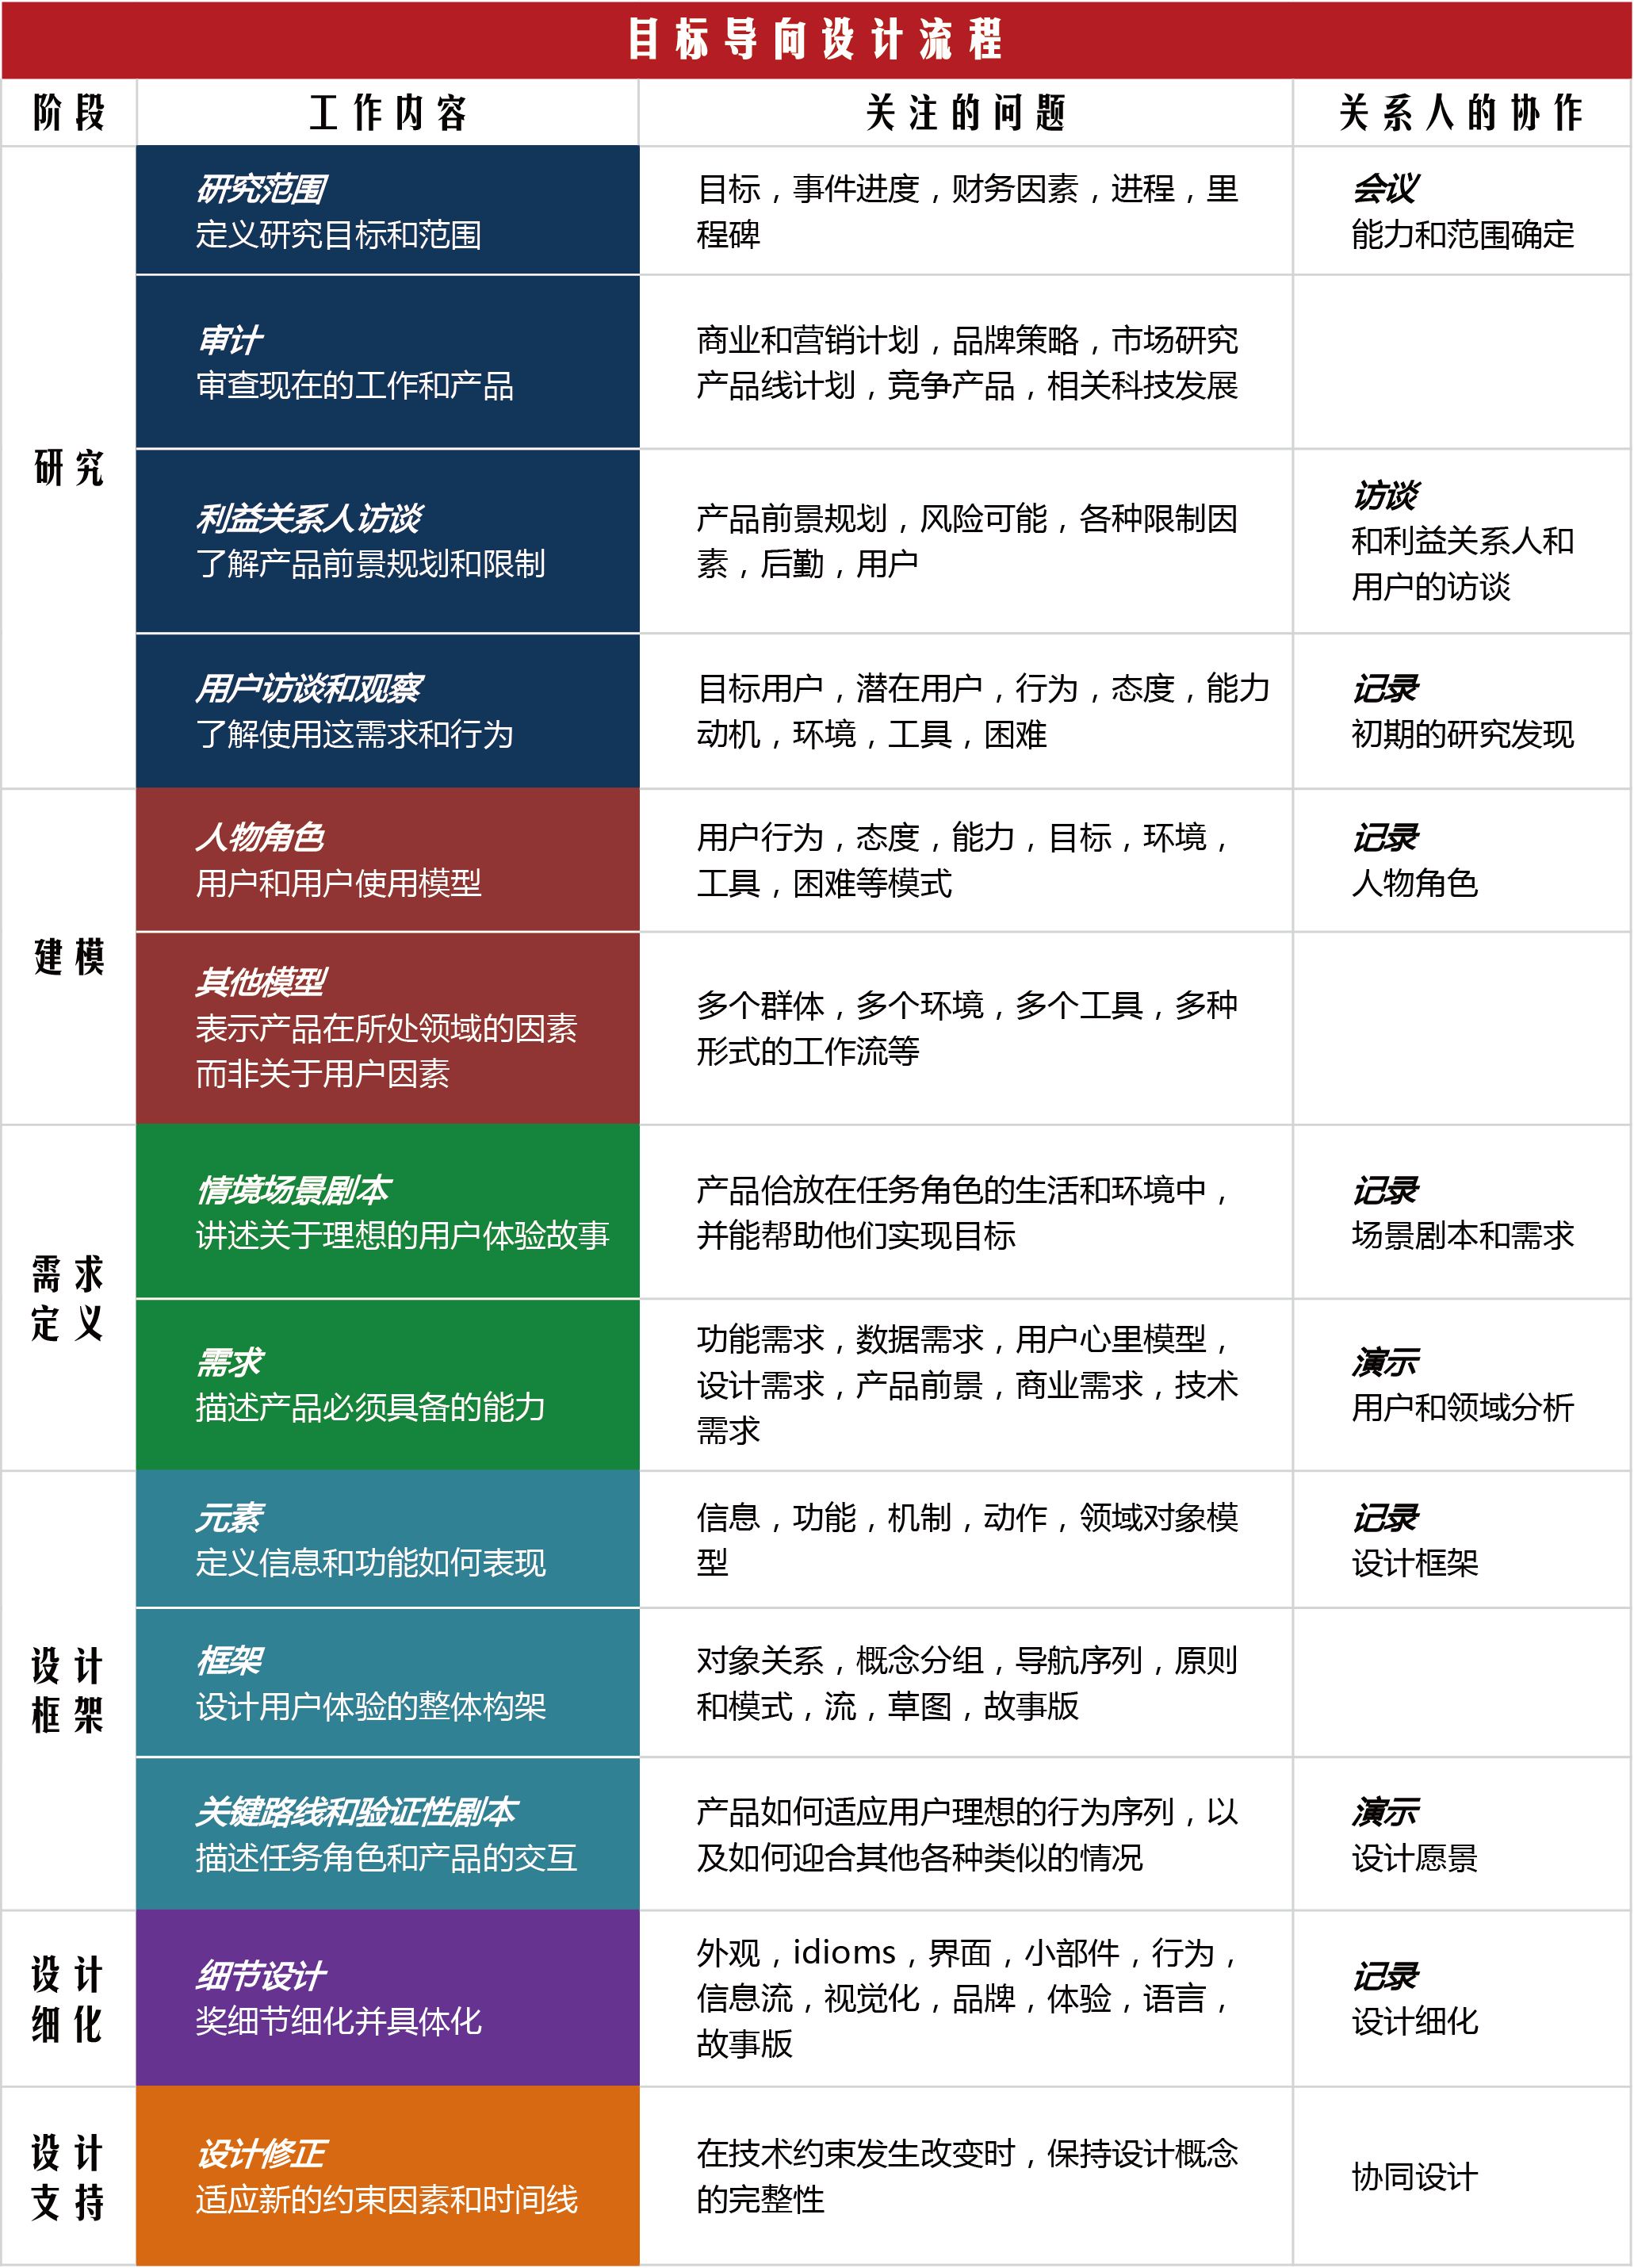 目标导向设计流程
阶段
工作内容
关注的问题
关系人的协作
研究
研究范围
定义研究目标和范围
目标，事件进度，财务因素，进程，里
程碑
会议
能力和范围确定
审计
审查现在的工作和产品
商业和营销计划，品牌策略，市场研究
产品线计划，竞争产品，相关科技发展
利益关系人访谈
了解产品前景规划和限制
产品前景规划，风险可能，各种限制因
素，后勤，用户
访谈
和利益关系人和
用户的访谈
用户访谈和观察
了解使用这需求和行为
目标用户，潜在用户，行为，态度，能力
动机，环境，工具，困难
记录
初期的研究发现
建模
人物角色
用户和用户使用模型
用户行为，态度，能力，目标，环境，
工具，困难等模式
记录
人物角色
其他模型
表示产品在所处领域的因素
而非关于用户因素
多个群体，多个环境，多个工具，多种
形式的工作流等
需求
定义
情境场景剧本
讲述关于理想的用户体验故事
产品佮放在任务角色的生活和环境中，
并能帮助他们实现目标
记录
场景剧本和需求
需求
描述产品必须具备的能力
功能需求，数据需求，用户心里模型，
设计需求，产品前景，商业需求，技术
需求
演示
用户和领域分析
设计
框架
元素
定义信息和功能如何表现
信息，功能，机制，动作，领域对象模
型
记录
设计框架
框架
设计用户体验的整体构架
对象关系，概念分组，导航序列，原则
和模式，流，草图，故事版
关键路线和验证性剧本
描述任务角色和产品的交互
产品如何适应用户理想的行为序列，以
及如何迎合其他各种类似的情况
演示
设计愿景
设计
细化
细节设计
奖细节细化并具体化
外观，idioms，界面，小部件，行为，
信息流，视觉化，品牌，体验，语言，
故事版
记录
设计细化
设计
支持
设计修正
适应新的约束因素和时间线
在技术约束发生改变时，保持设计概念
的完整性
协同设计